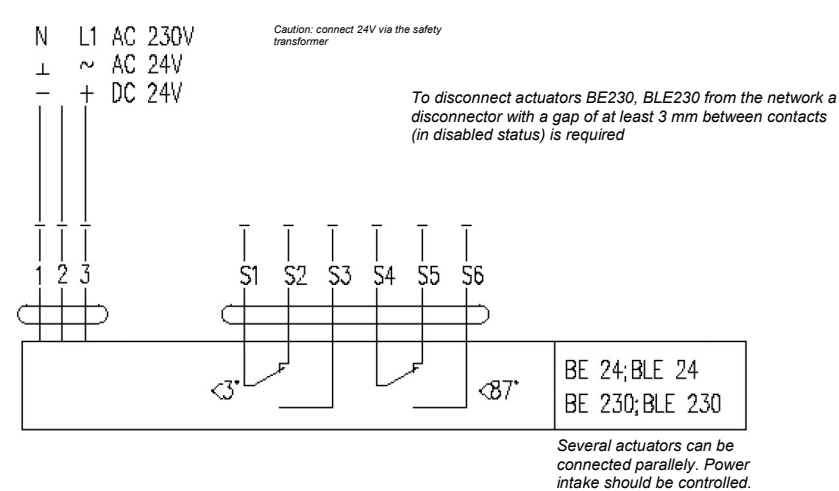 N L1 AC 230V
⊥ ~ AC 24V
− + DC 24V
Caution: connect 24V via the safety
transformer
To disconnect actuators BE230, BLE230 from the network a
disconnector with a gap of at least 3 mm between contacts
(in disabled status) is required
1 2 3 S1 S2 S3 S4 S5 S6
<3° <87°
BE 24;BLE 24
BE 230;BLE 230
Several actuators can be
connected parallely. Power
intake should be controlled.